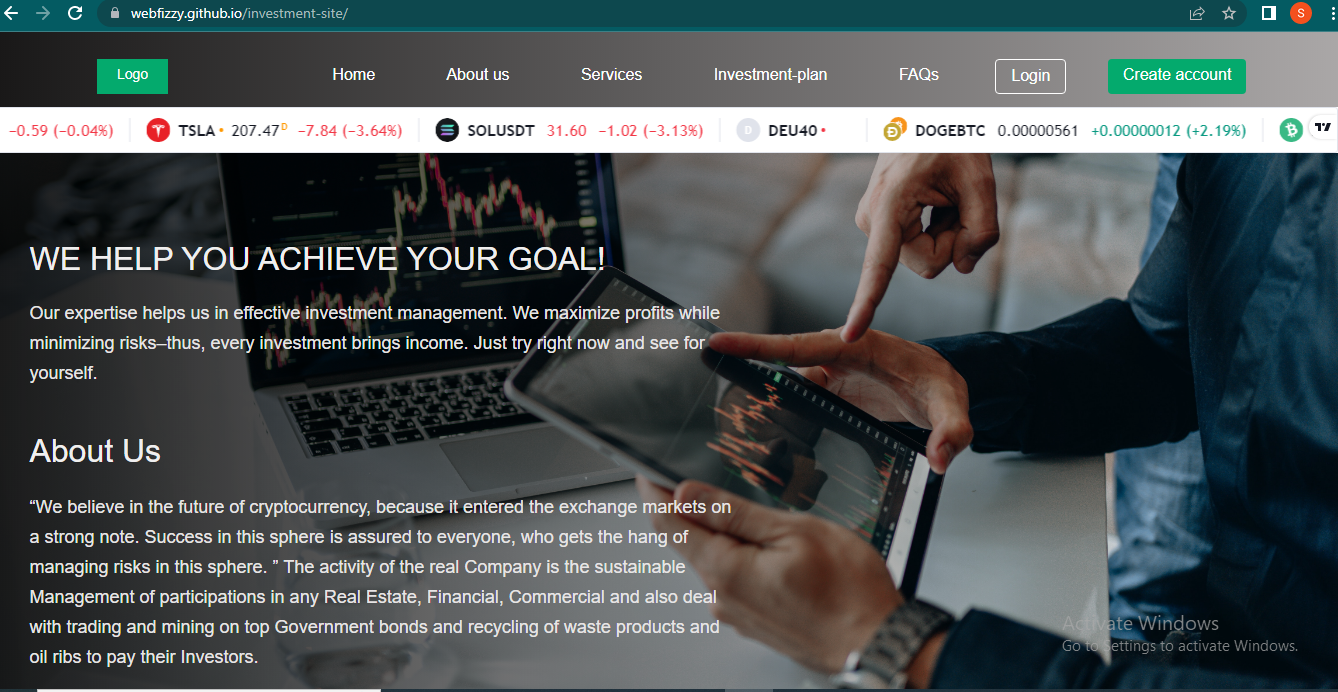 webfizzy.github.io/investment-site/
S
Logo
Home
About us
Services
Investment-plan
FAQs
Login
Create account
−0.59 (−0.04%) TSLA 207.47 D −7.84 (−3.64%) SOLUSDT 31.60 −1.02 (−3.13%) D DEU40 DOGEBTC 0.00000561 +0.00000012 (+2.19%)
WE HELP YOU ACHIEVE YOUR GOAL!
Our expertise helps us in effective investment management. We maximize profits while
minimizing risks–thus, every investment brings income. Just try right now and see for
yourself.
About Us
“We believe in the future of cryptocurrency, because it entered the exchange markets on
a strong note. Success in this sphere is assured to everyone, who gets the hang of
managing risks in this sphere. ” The activity of the real Company is the sustainable
Management of participations in any Real Estate, Financial, Commercial and also deal
with trading and mining on top Government bonds and recycling of waste products and
oil ribs to pay their Investors.
Activate Windows
Go to Settings to activate Windows.